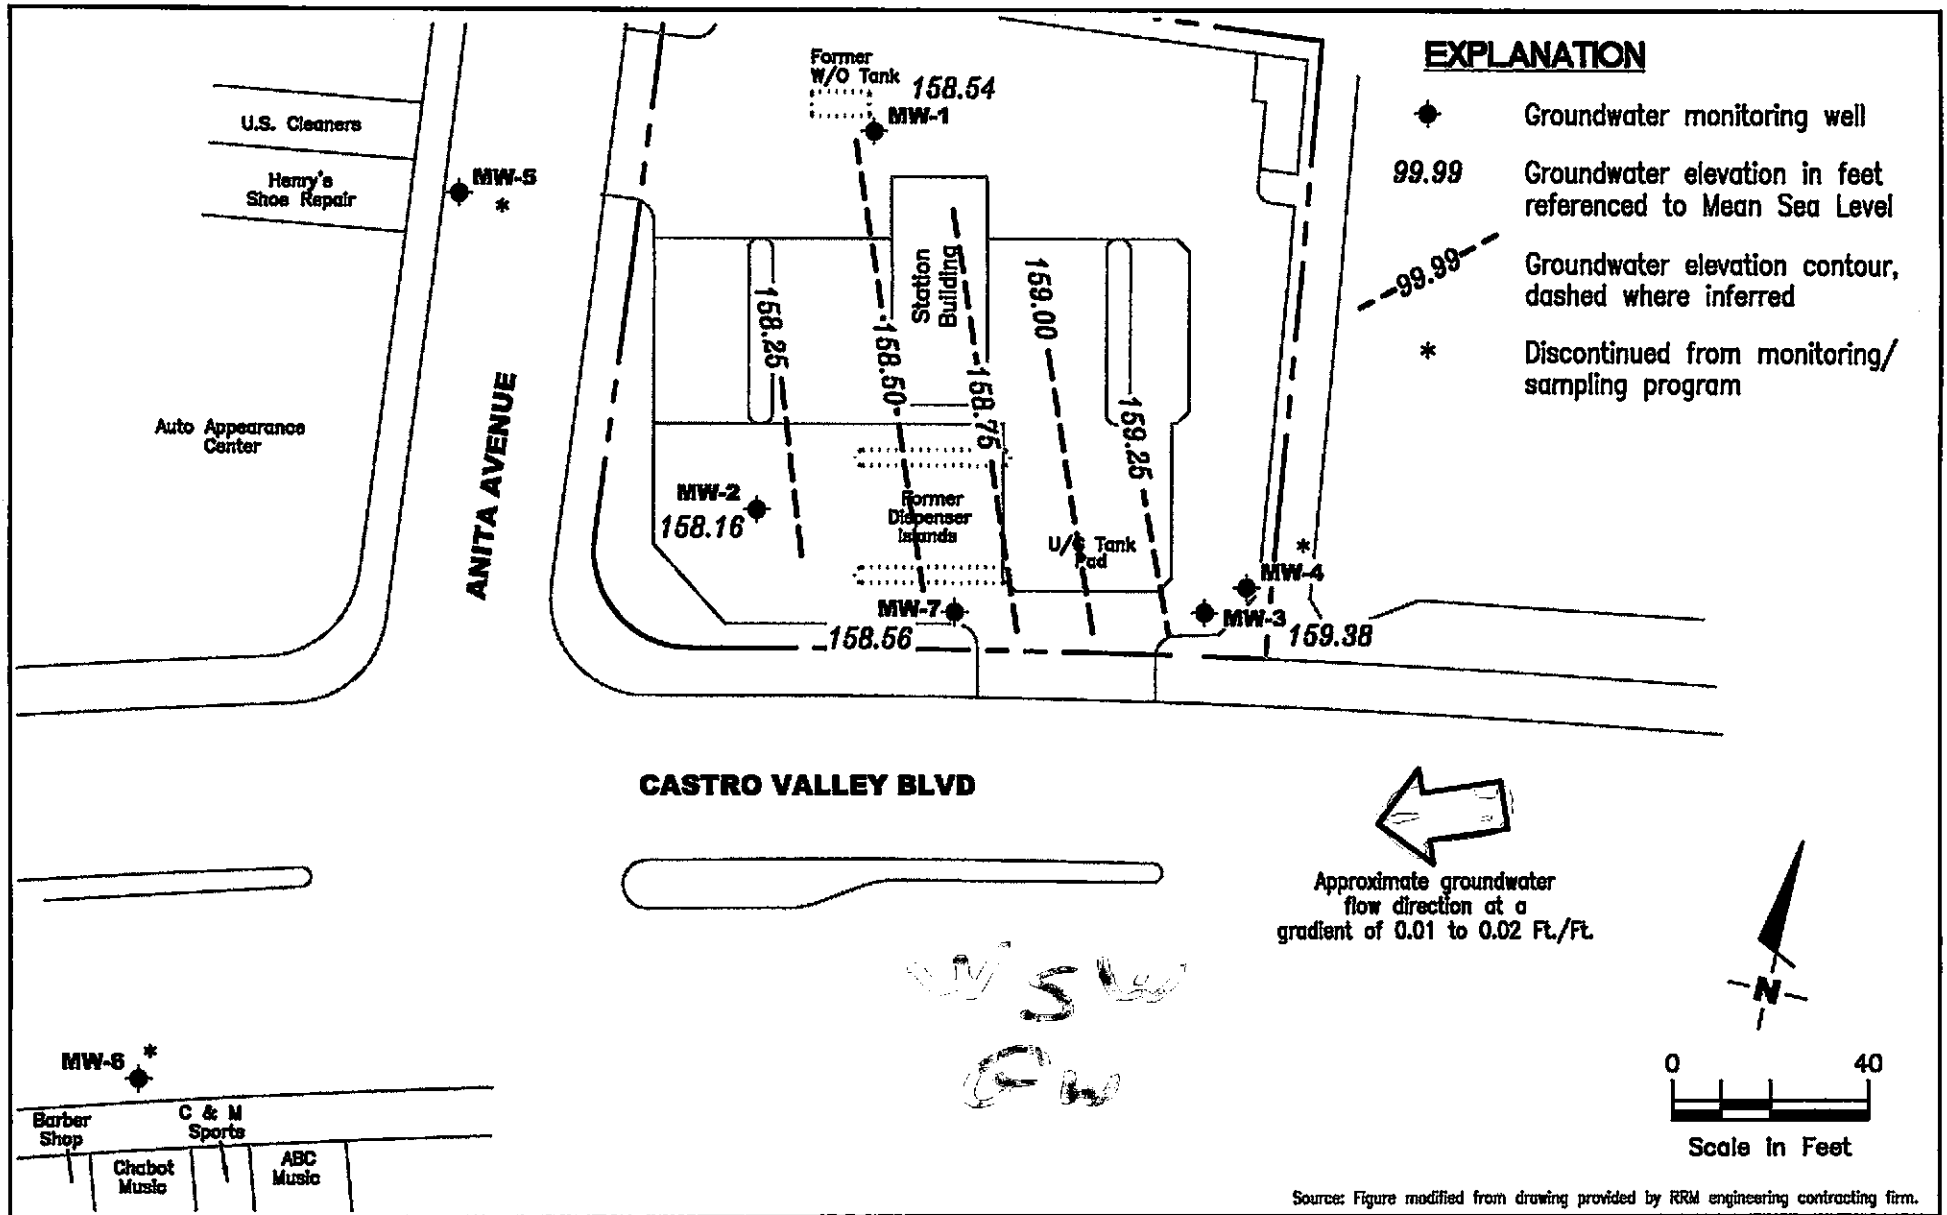 EXPLANATION
Groundwater monitoring well
99.99
Groundwater elevation in feet
referenced to Mean Sea Level
99.99
Groundwater elevation contour,
dashed where inferred
*
Discontinued from monitoring/
sampling program
Former
W/O Tank
158.54
MW-1
U.S. Cleaners
Henry's
Shoe Repair
MW-5
*
Station
Building
158.25
158.50
158.75
159.00
159.25
Auto Appearance
Center
ANITA AVENUE
MW-2
158.16
Former
Dispenser
Islands
U/G Tank
Pad
*
MW-4
MW-3
159.38
MW-7
158.56
CASTRO VALLEY BLVD
Approximate groundwater
flow direction at a
gradient of 0.01 to 0.02 Ft./Ft.
WSW
GW
N
MW-6
*
Barber
Shop
C & M
Sports
Chabot
Music
ABC
Music
0 40
Scale in Feet
Source: Figure modified from drawing provided by RRM engineering contracting firm.